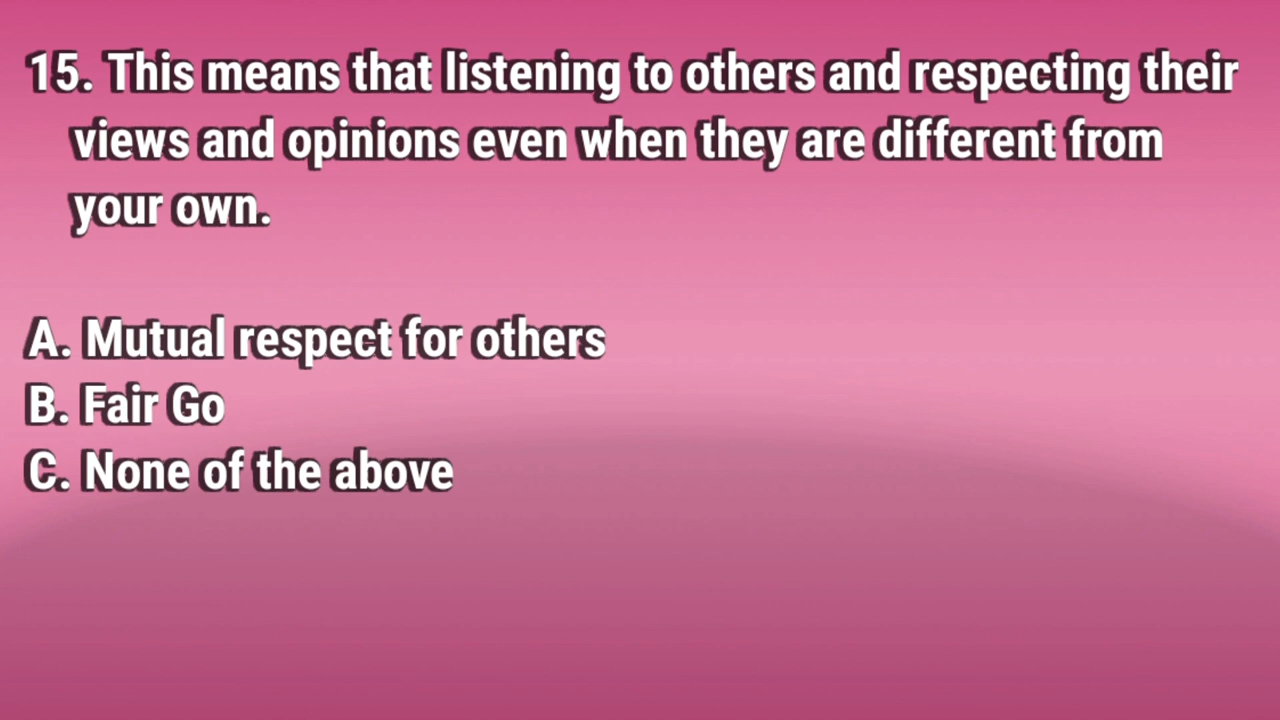 15. This means that listening to others and respecting their
views and opinions even when they are different from
your own.
A. Mutual respect for others
B. Fair Go
C. None of the above